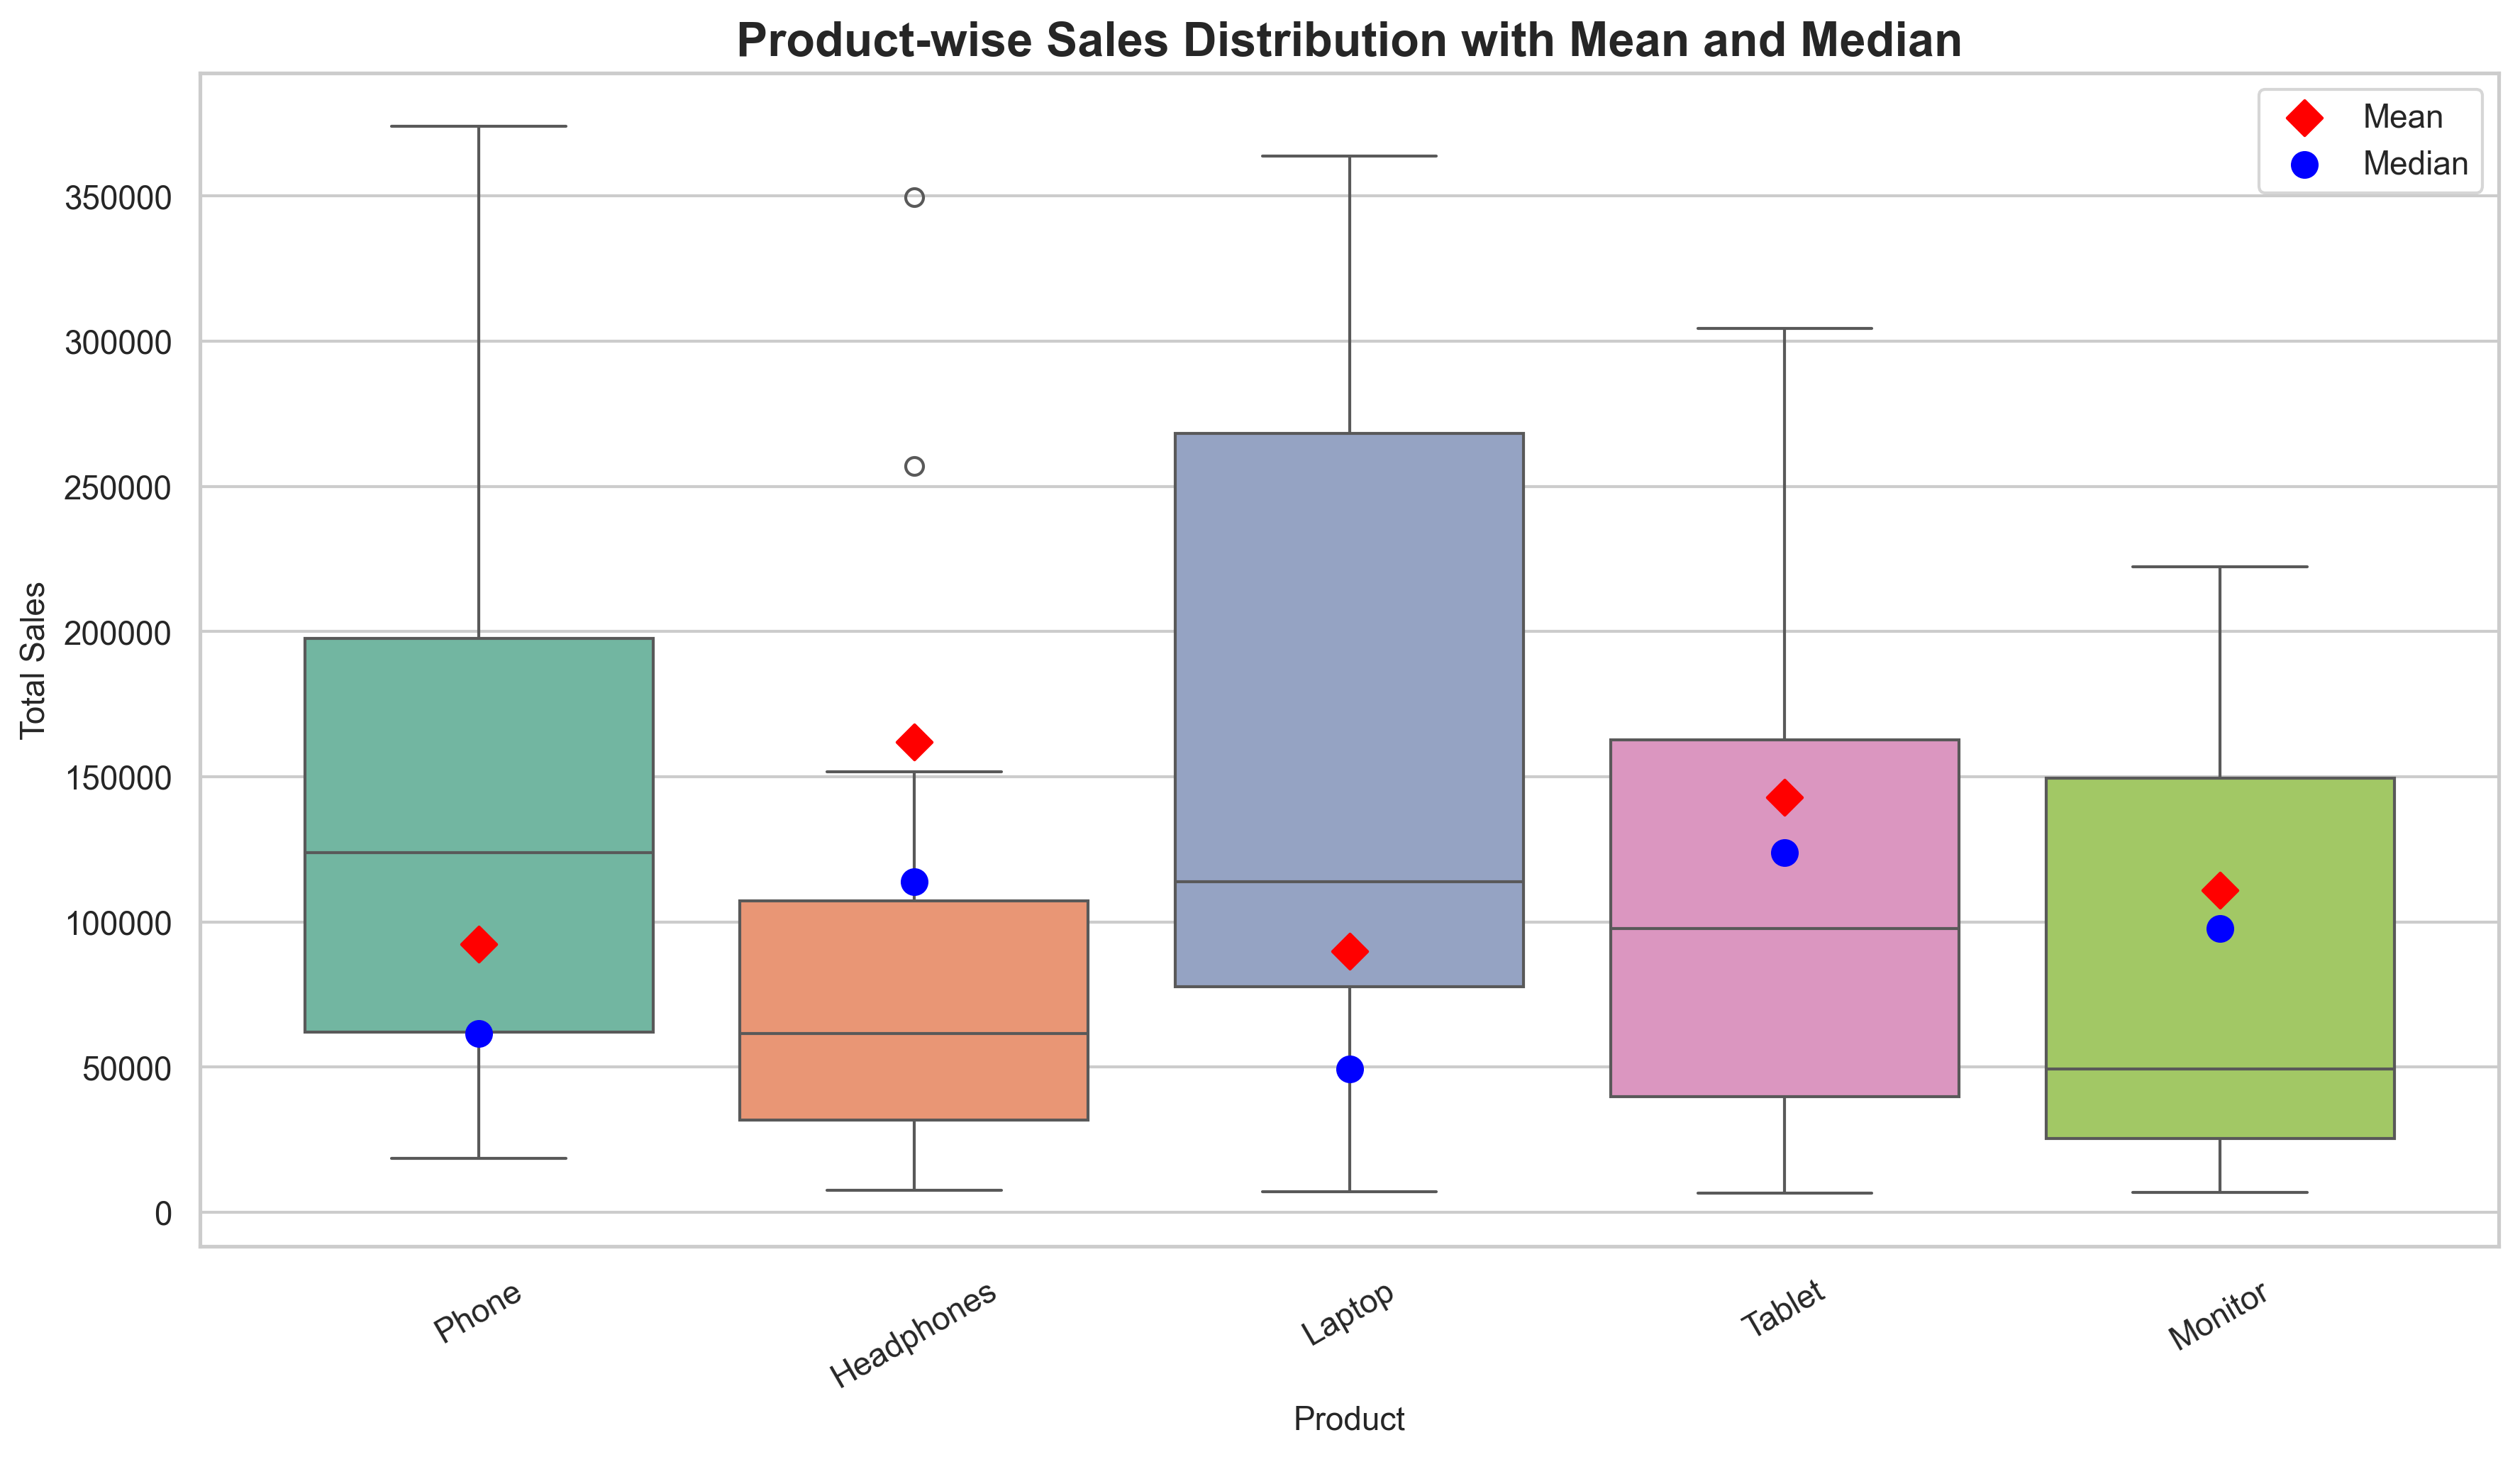 Product-wise Sales Distribution with Mean and Median
Mean
Median
350000
300000
250000
200000
150000
100000
50000
0
Total Sales
Phone
Headphones
Laptop
Tablet
Monitor
Product